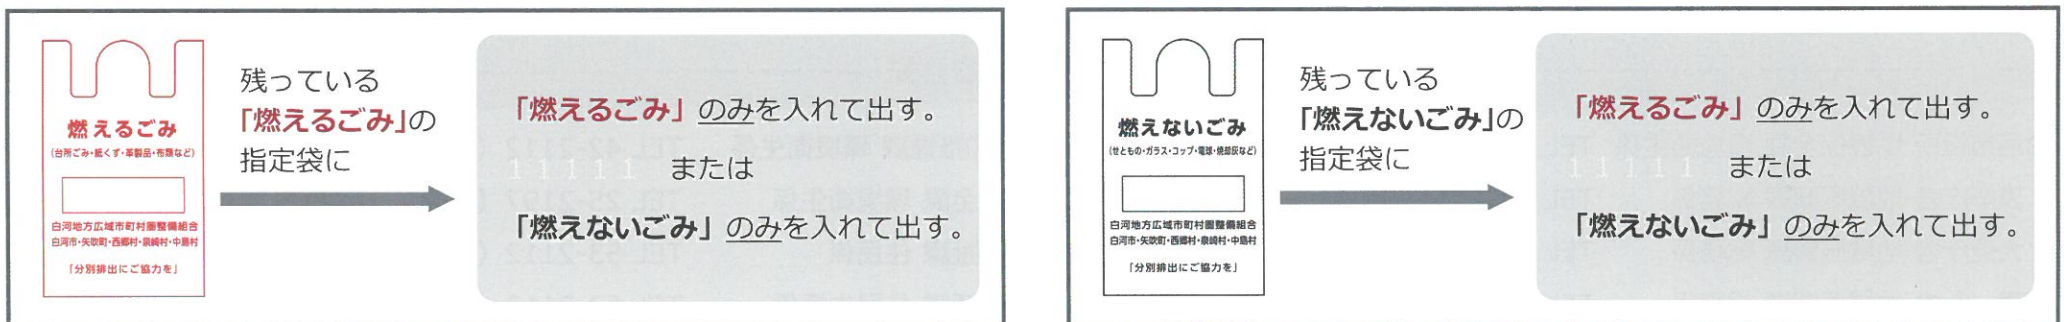 燃えるごみ
(台所ごみ・紙くず・革製品・布類など)
白河地方広域市町村圏整備組合
白河市・矢吹町・西郷村・泉崎村・中島村
「分別排出にご協力を」
残っている
「燃えるごみ」の
指定袋に
「燃えるごみ」のみを入れて出す。
11111 または
「燃えないごみ」のみを入れて出す。
燃えないごみ
(せともの・ガラス・コップ・電球・焼却灰など)
白河地方広域市町村圏整備組合
白河市・矢吹町・西郷村・泉崎村・中島村
「分別排出にご協力を」
残っている
「燃えないごみ」の
指定袋に
「燃えるごみ」のみを入れて出す。
11111 または
「燃えないごみ」のみを入れて出す。